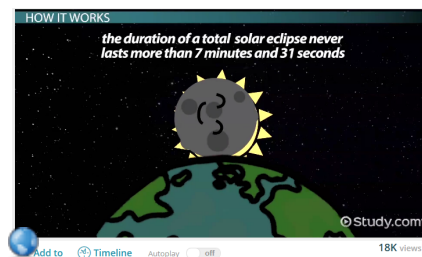 HOW IT WORKS
the duration of a total solar eclipse never
lasts more than 7 minutes and 31 seconds
Study.com
Add to Timeline Autoplay off 18K views